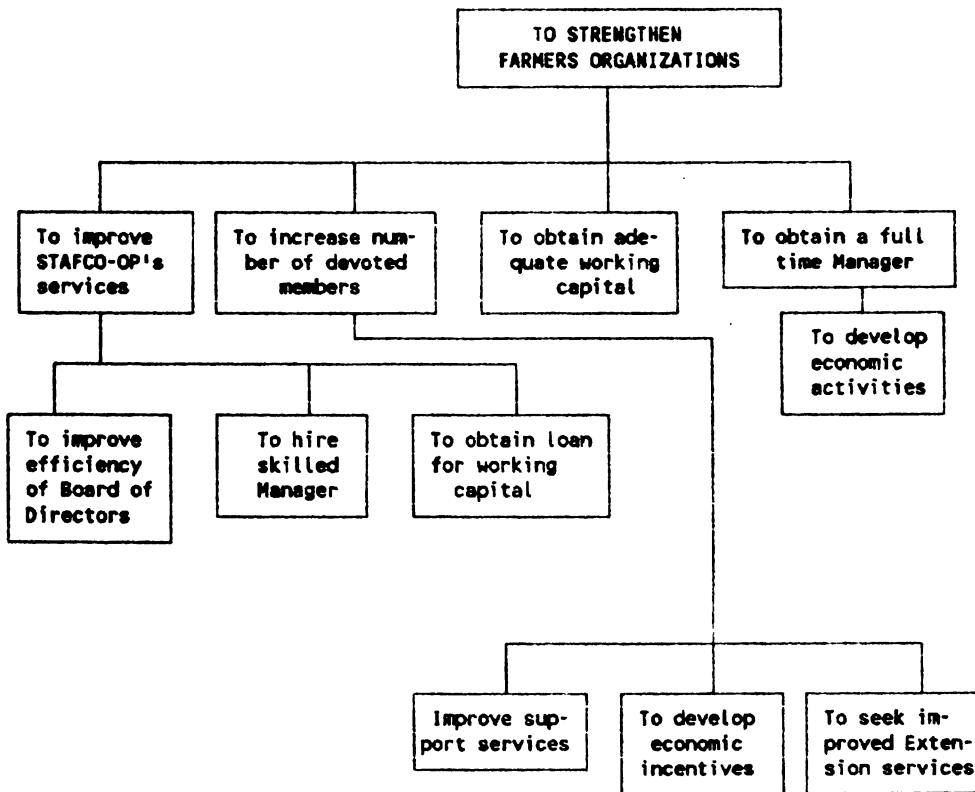 TO STRENGTHEN
FARMERS ORGANIZATIONS
To improve
STAFCO-OP's
services
To increase num-
ber of devoted
members
To obtain ade-
quate working
capital
To obtain a full
time Manager
To develop
economic
activities
To improve
efficiency
of Board of
Directors
To hire
skilled
Manager
To obtain loan
for working
capital
Improve sup-
port services
To develop
economic
incentives
To seek im-
proved Exten-
sion services